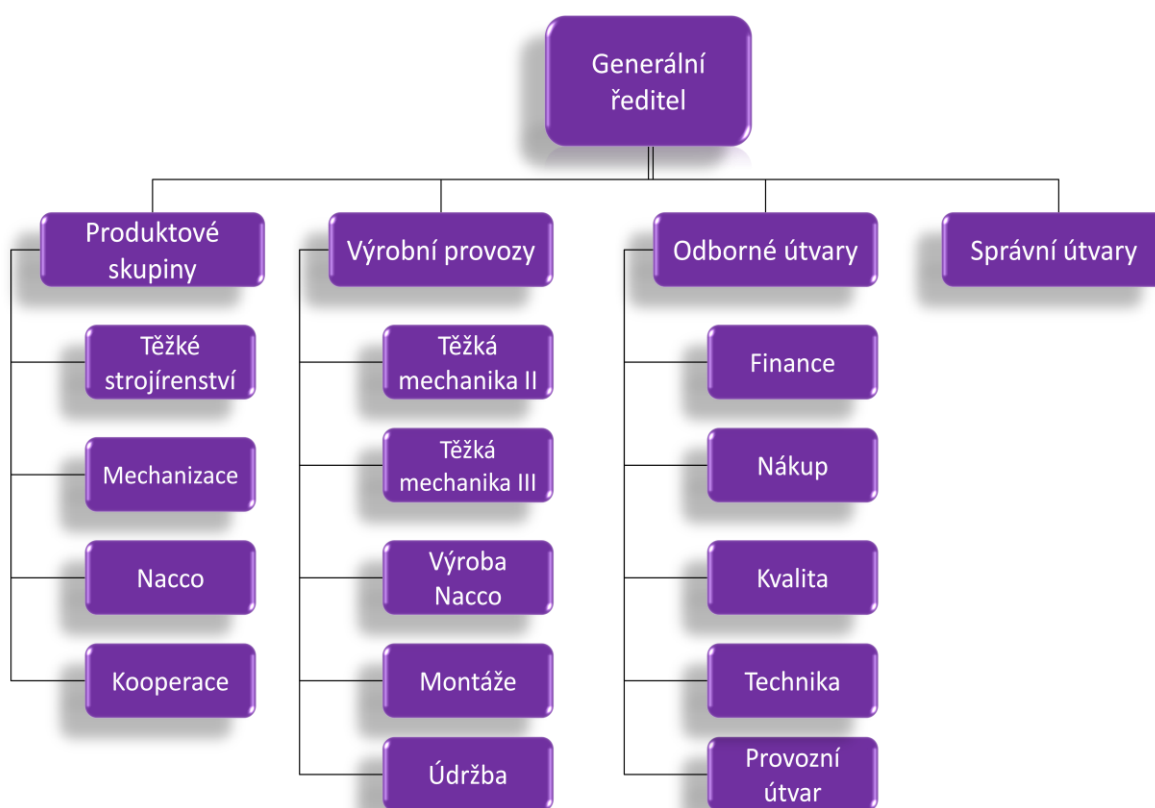 Generální
ředitel
Produktové
skupiny
Výrobní provozy
Odborné útvary
Správní útvary
Těžké
strojírenství
Těžká
mechanika II
Finance
Mechanizace
Těžká
mechanika III
Nákup
Nacco
Výroba
Nacco
Kvalita
Kooperace
Montáže
Technika
Údržba
Provozní
útvar